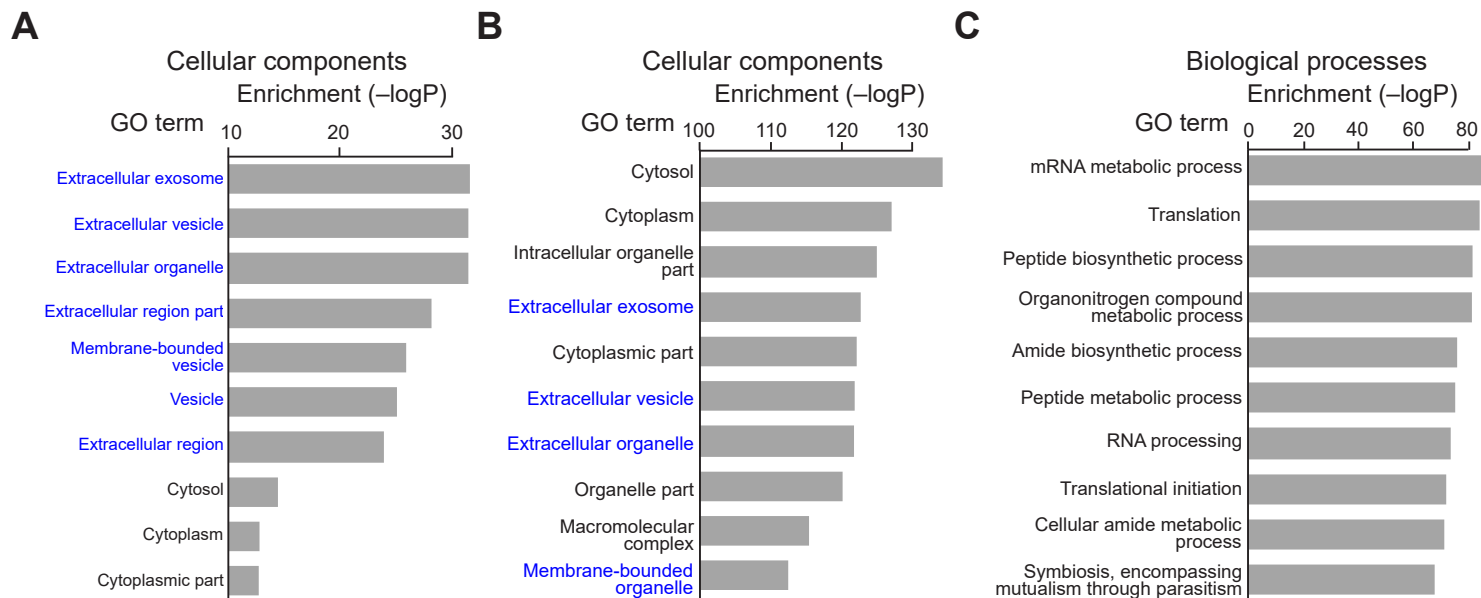 A
Cellular components
Enrichment (–logP)
GO term
10 20 30
Extracellular exosome
Extracellular vesicle
Extracellular organelle
Extracellular region part
Membrane-bounded
vesicle
Vesicle
Extracellular region
Cytosol
Cytoplasm
Cytoplasmic part
B
Cellular components
Enrichment (–logP)
GO term
100 110 120 130
Cytosol
Cytoplasm
Intracellular organelle
part
Extracellular exosome
Cytoplasmic part
Extracellular vesicle
Extracellular organelle
Organelle part
Macromolecular
complex
Membrane-bounded
organelle
C
Biological processes
Enrichment (–logP)
GO term
0 20 40 60 80
mRNA metabolic process
Translation
Peptide biosynthetic process
Organonitrogen compound
metabolic process
Amide biosynthetic process
Peptide metabolic process
RNA processing
Translational initiation
Cellular amide metabolic
process
Symbiosis, encompassing
mutualism through parasitism